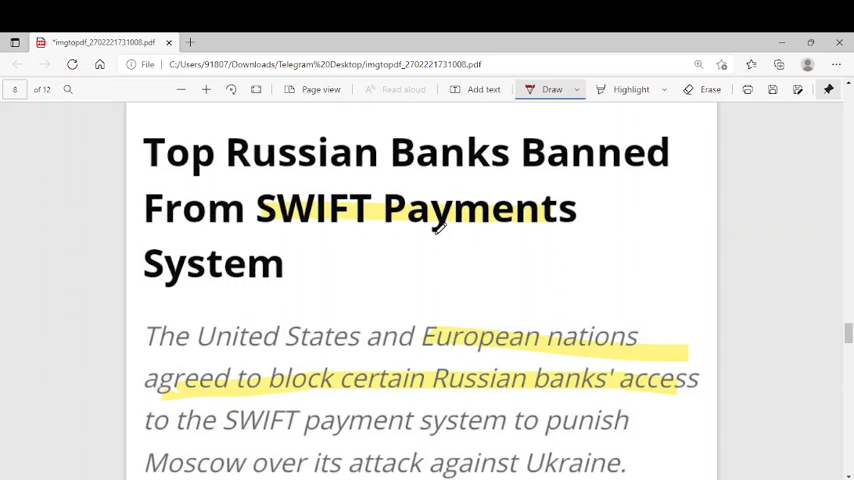 *imgtopdf_2702221731008.pdf
File C:/Users/91807/Downloads/Telegram%20Desktop/imgtopdf_2702221731008.pdf
8 of 12 Page view Read aloud Add text Draw Highlight Erase
Top Russian Banks Banned
From SWIFT Payments
System
The United States and European nations
agreed to block certain Russian banks' access
to the SWIFT payment system to punish
Moscow over its attack against Ukraine.